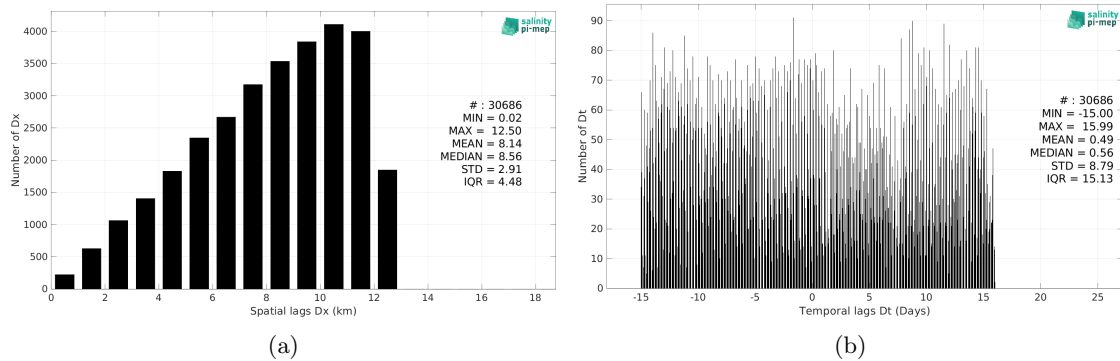 4000
3500
3000
2500
2000
1500
1000
500
0
Number of Dx
0 2 4 6 8 10 12 14 16 18
Spatial lags Dx (km)
salinity
pi-mep
# : 30686
MIN = 0.02
MAX = 12.50
MEAN = 8.14
MEDIAN = 8.56
STD = 2.91
IQR = 4.48
(a)
90
80
70
60
50
40
30
20
10
0
Number of Dt
-15 -10 -5 0 5 10 15 20 25
Temporal lags Dt (Days)
salinity
pi-mep
# : 30686
MIN = -15.00
MAX = 15.99
MEAN = 0.49
MEDIAN = 0.56
STD = 8.79
IQR = 15.13
(b)